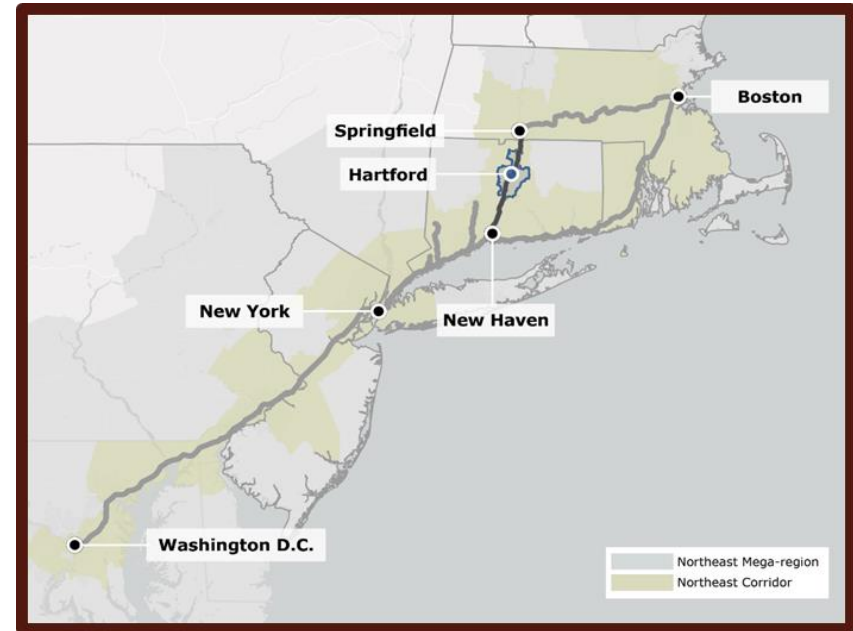 Boston
Springfield
Hartford
New York
New Haven
Washington D.C.
Northeast Mega-region
Northeast Corridor